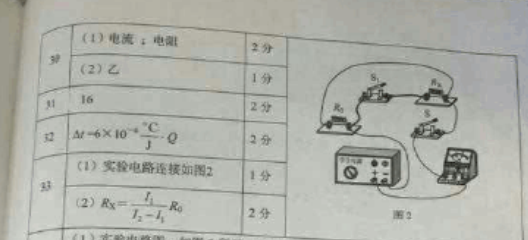 30
(1)电流;电阻
2分
(2)乙
1分
31
16
2分
32
Δt=6×10⁻⁶ °C/J·Q
2分
33
(1)实验电路连接如图2
1分
(2) Rₓ= I₁/(I₂−I₁) R₀
2分
S₁
Rₓ
R₀
S
图2